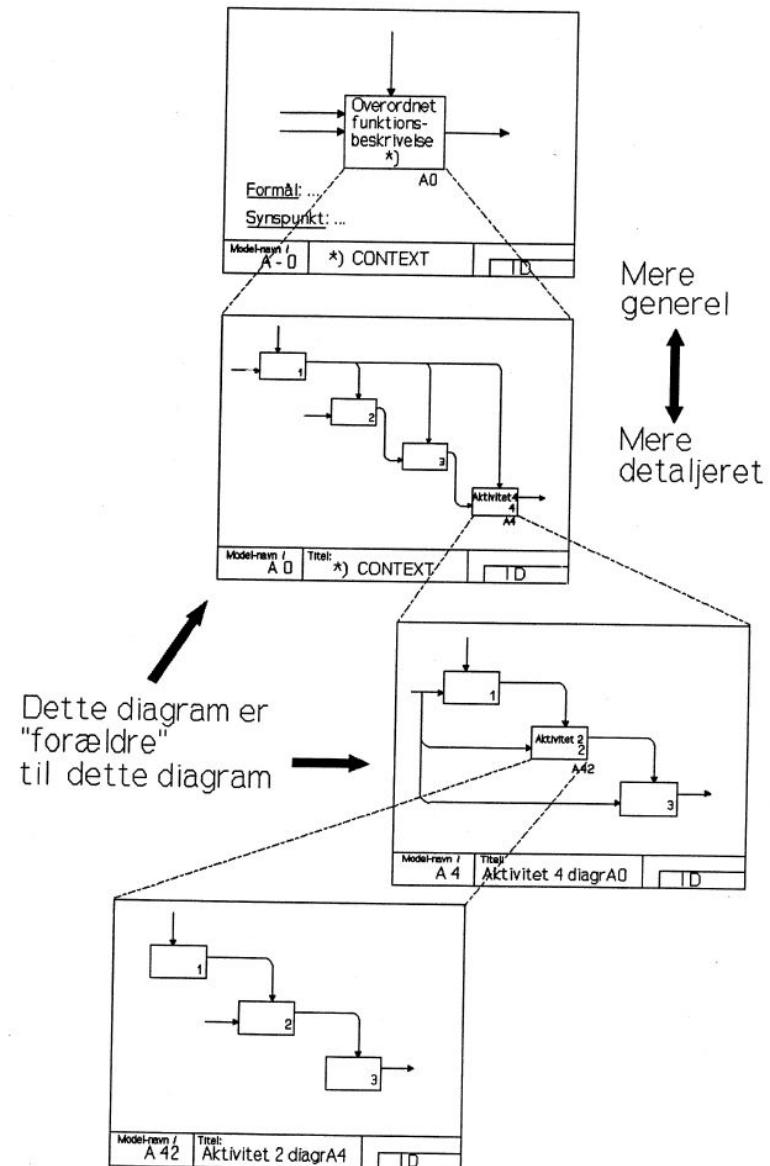 Overordnet
funktions-
beskrivelse
*)
A0
Formål: ...
Synspunkt: ...
Model-navn /
A-0
*) CONTEXT
ID
Mere
generel
Mere
detaljeret
1
2
3
Aktivitet 4
4
A4
Model-navn /
A 0
Titel:
*) CONTEXT
ID
Dette diagram er
"forældre"
til dette diagram
1
Aktivitet 2
2
A42
3
Model-navn /
A 4
Titel:
Aktivitet 4 diagrA0
ID
1
2
3
Model-navn /
A 42
Titel:
Aktivitet 2 diagrA4
ID